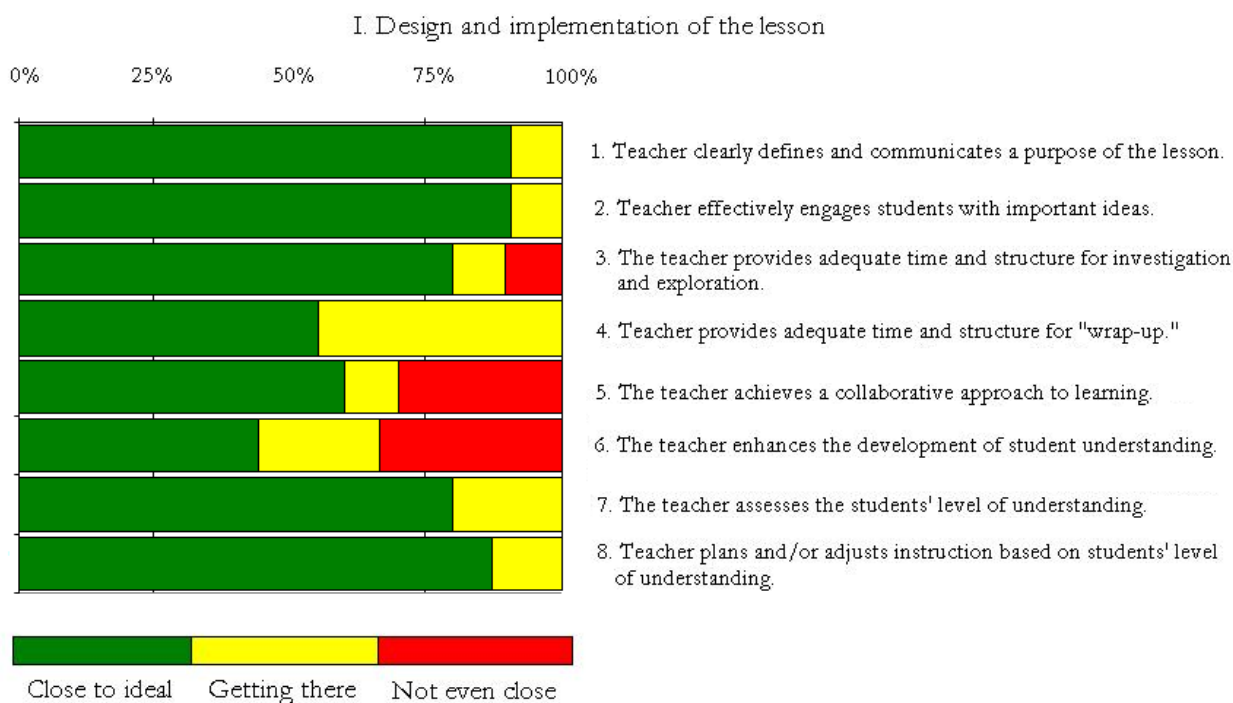 I. Design and implementation of the lesson
0% 25% 50% 75% 100%
1. Teacher clearly defines and communicates a purpose of the lesson.
2. Teacher effectively engages students with important ideas.
3. The teacher provides adequate time and structure for investigation
and exploration.
4. Teacher provides adequate time and structure for "wrap-up."
5. The teacher achieves a collaborative approach to learning.
6. The teacher enhances the development of student understanding.
7. The teacher assesses the students' level of understanding.
8. Teacher plans and/or adjusts instruction based on students' level
of understanding.
Close to ideal Getting there Not even close